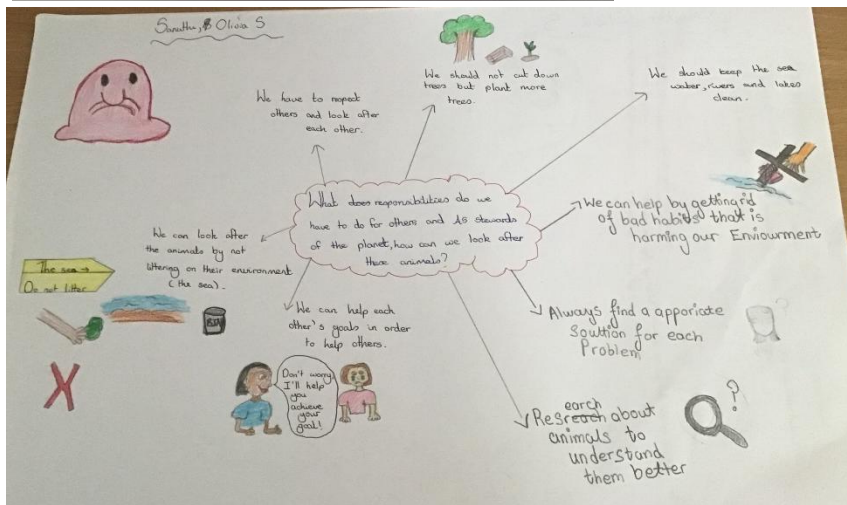 Sanuthu, & Olivia S
We should not cut down
trees but plant more
trees.
We should keep the sea
water, rivers and lakes
clean.
We have to respect
others and look after
each other.
What does responsibilities do we
have to do for others and As stewards
of the planet, how can we look after
these animals?
We can help by getting rid
of bad habits that is
harming our Enviourment
We can look after
the animals by not
littering on their environment
(the sea).
The sea →
Do not litter
BIN
We can help each
other's goals in order
to help others.
Don't worry
I'll help
you
achieve
your
goal!
Always find a apporiate
soultion for each
Problem
?
earch
Resreach about
animals to
understand
them better
?